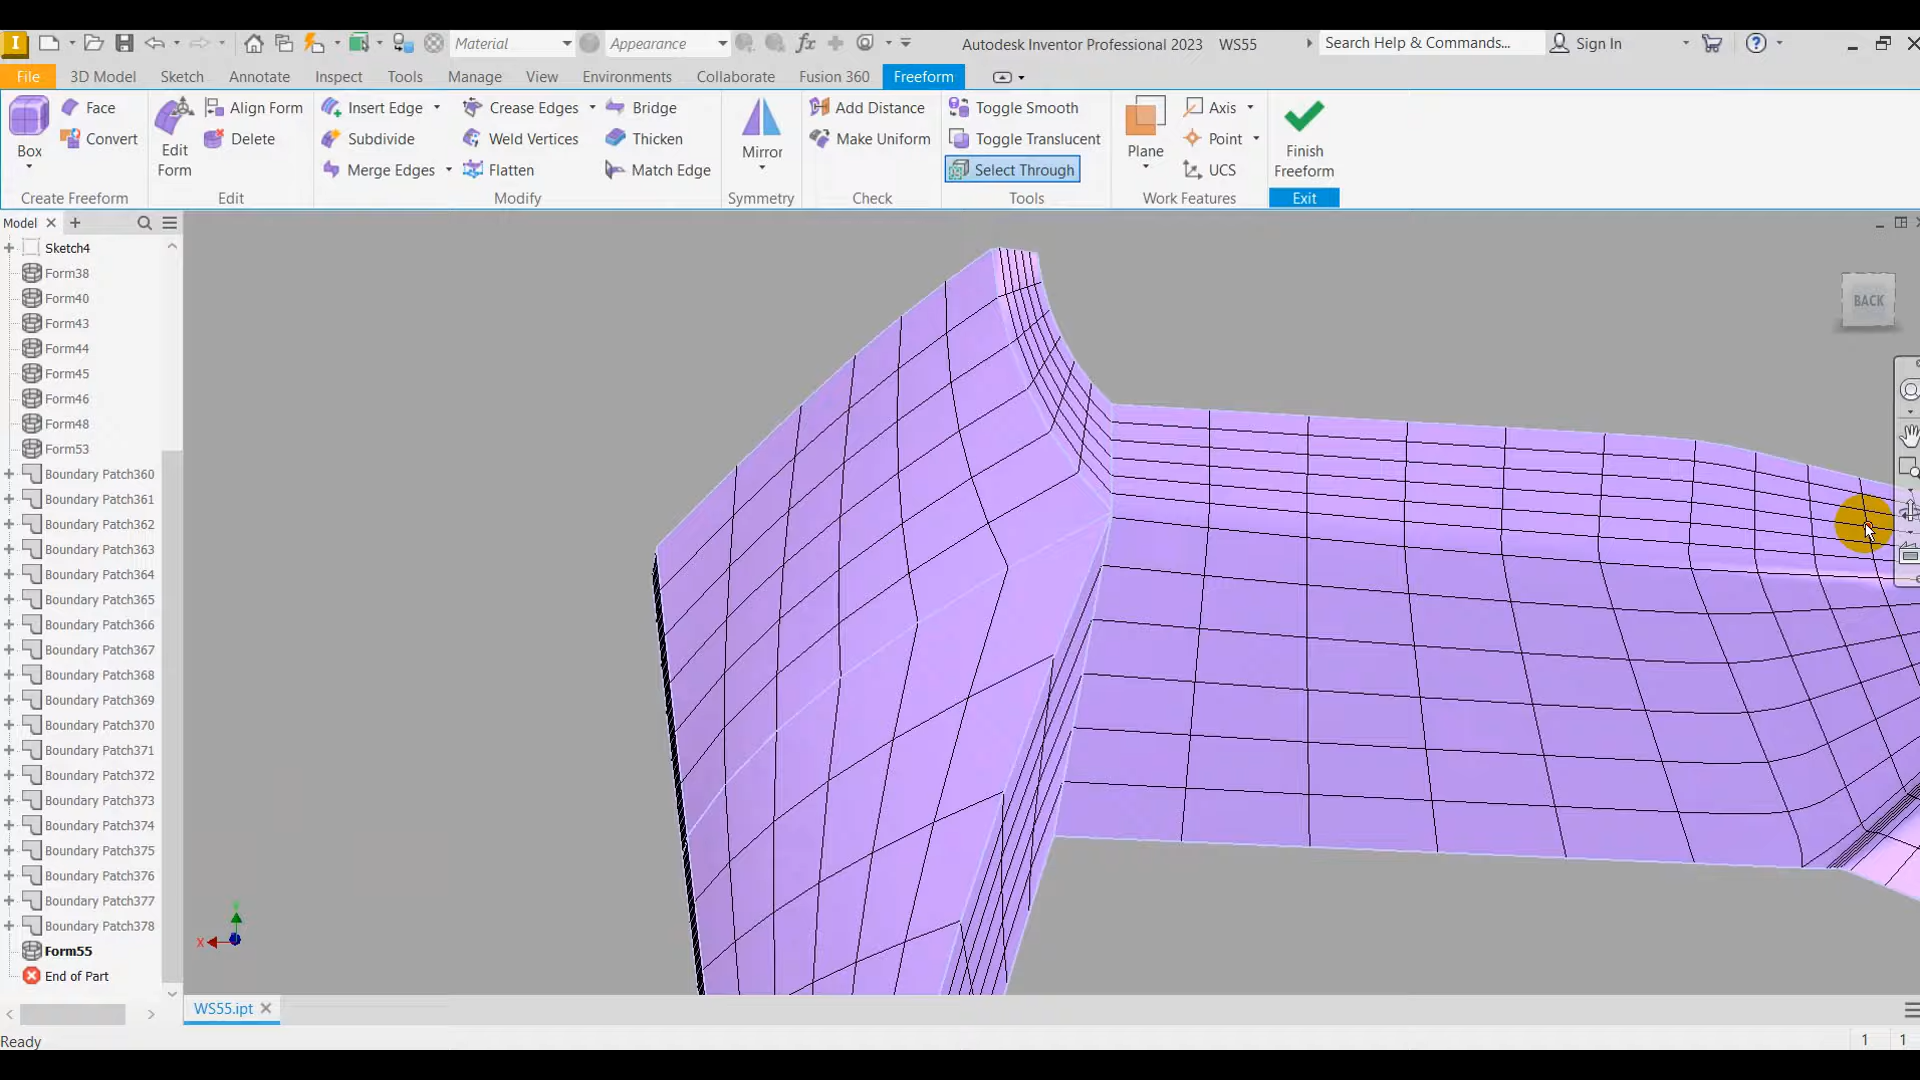 I Material Appearance fx Autodesk Inventor Professional 2023 WS55 Search Help & Commands... Sign In
File 3D Model Sketch Annotate Inspect Tools Manage View Environments Collaborate Fusion 360 Freeform
Face Align Form Insert Edge Crease Edges Bridge Add Distance Toggle Smooth Axis
Convert Delete Subdivide Weld Vertices Thicken Make Uniform Toggle Translucent Point
Box Edit Form Merge Edges Flatten Match Edge Mirror Select Through Plane UCS Finish Freeform
Create Freeform Edit Modify Symmetry Check Tools Work Features Exit
Model
Sketch4
Form38
Form40
Form43
Form44
Form45
Form46
Form48
Form53
Boundary Patch360
Boundary Patch361
Boundary Patch362
Boundary Patch363
Boundary Patch364
Boundary Patch365
Boundary Patch366
Boundary Patch367
Boundary Patch368
Boundary Patch369
Boundary Patch370
Boundary Patch371
Boundary Patch372
Boundary Patch373
Boundary Patch374
Boundary Patch375
Boundary Patch376
Boundary Patch377
Boundary Patch378
Form55
End of Part
BACK
X
WS55.ipt
Ready 1 1